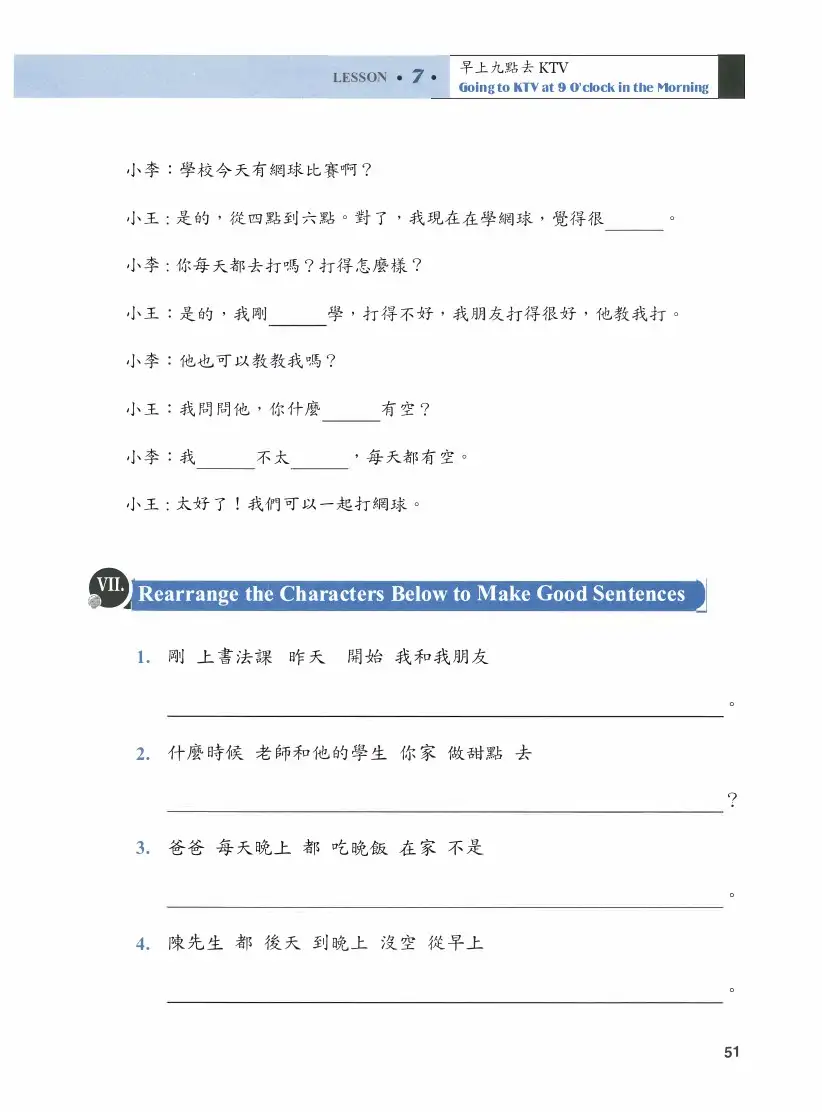 LESSON • 7 •
早上九點去 KTV
Going to KTV at 9 O'clock in the Morning
小李：學校今天有網球比賽啊？
小王：是的，從四點到六點。對了，我現在在學網球，覺得很______。
小李：你每天都去打嗎？打得怎麼樣？
小王：是的，我剛______學，打得不好，我朋友打得很好，他教我打。
小李：他也可以教教我嗎？
小王：我問問他，你什麼______有空？
小李：我______不太______，每天都有空。
小王：太好了！我們可以一起打網球。
VII. Rearrange the Characters Below to Make Good Sentences
1. 剛 上書法課 昨天 開始 我和我朋友
。
2. 什麼時候 老師和他的學生 你家 做甜點 去
？
3. 爸爸 每天晚上 都 吃晚飯 在家 不是
。
4. 陳先生 都 後天 到晚上 沒空 從早上
。
51